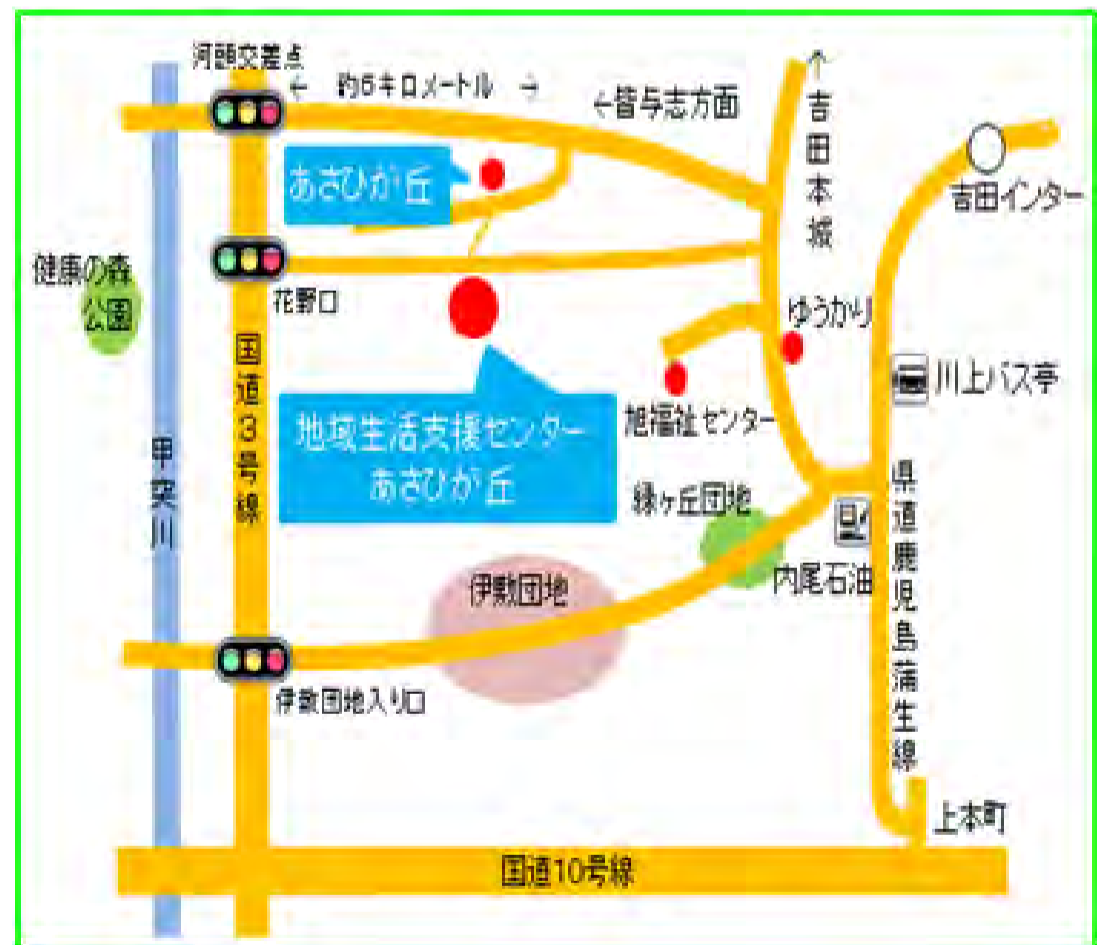 河頭交差点
← 約6キロメートル →
←皆与志方面
↑吉田本城
吉田インター
あさひが丘
健康の森
公園
花野口
ゆうかり
国道3号線
川上バス亭
地域生活支援センター
あさひが丘
旭福祉センター
甲突川
緑ヶ丘団地
県道鹿児島蒲生線
伊敷団地
内尾石油
伊敷団地入り口
上本町
国道10号線